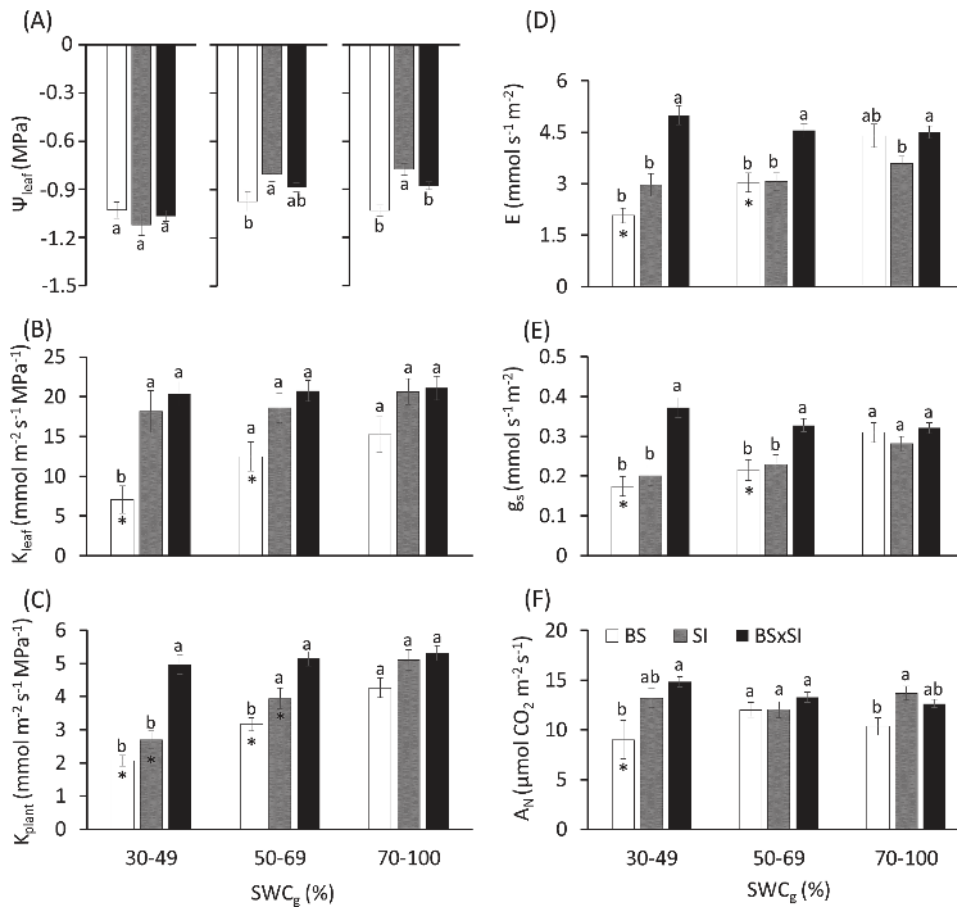 (A)
0
-0.3
-0.6
-0.9
-1.2
-1.5
Ψleaf (MPa)
a a a
b a ab
b a b
(B)
25
20
15
10
5
0
Kleaf (mmol m⁻² s⁻¹ MPa⁻¹)
b a a
*
a a a
*
a a a
(C)
6
5
4
3
2
1
0
Kplant (mmol m⁻² s⁻¹ MPa⁻¹)
b b a
* *
b b a
* *
a a a
30-49 50-69 70-100
SWCg (%)
(D)
6
4.5
3
1.5
0
E (mmol s⁻¹ m⁻²)
b b a
*
b b a
*
ab b a
(E)
0.5
0.4
0.3
0.2
0.1
0
gs (mmol s⁻¹ m⁻²)
b b a
*
b b a
*
a a a
(F)
BS SI BSxSI
20
15
10
5
0
AN (μmol CO₂ m⁻² s⁻¹)
b ab a
*
a a a
b a ab
30-49 50-69 70-100
SWCg (%)